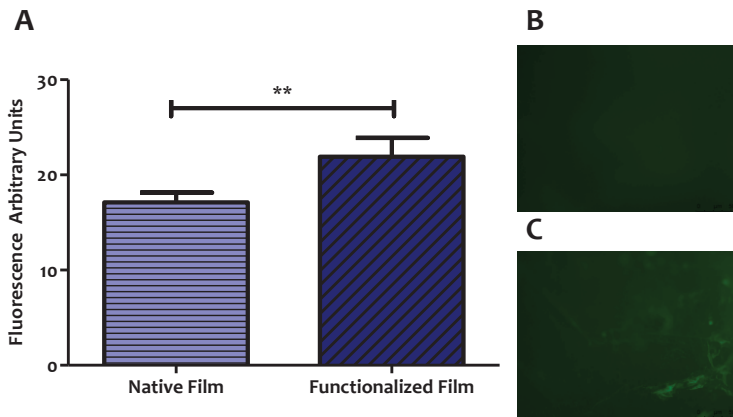 A
B
Fluorescence Arbitrary Units
30
20
10
0
**
Native Film
Functionalized Film
C